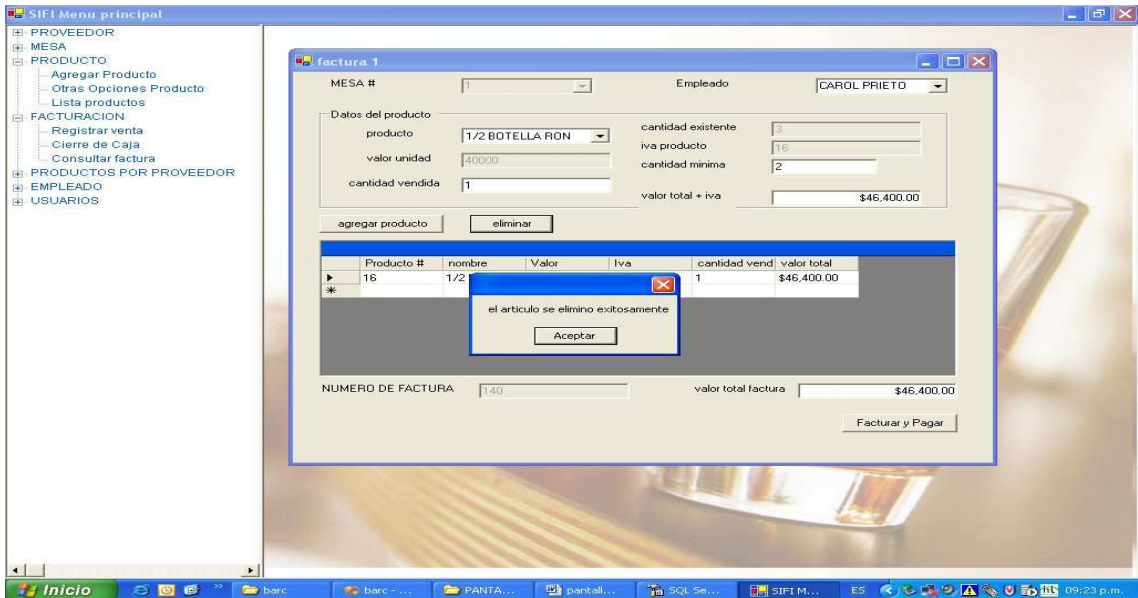 SIFI Menu principal
PROVEEDOR
MESA
PRODUCTO
Agregar Producto
Otras Opciones Producto
Lista productos
FACTURACION
Registrar venta
Cierre de Caja
Consultar factura
PRODUCTOS POR PROVEEDOR
EMPLEADO
USUARIOS
factura 1
MESA # 1 Empleado CAROL PRIETO
Datos del producto
producto 1/2 BOTELLA RON
valor unidad 40000
cantidad vendida 1
cantidad existente 3
iva producto 16
cantidad minima 2
valor total + iva $46,400.00
agregar producto eliminar
Producto # nombre Valor Iva cantidad vend valor total
16 1/2 1 $46,400.00
el articulo se elimino exitosamente
Aceptar
NUMERO DE FACTURA 140 valor total factura $46,400.00
Facturar y Pagar
Inicio barc barc - ... PANTA... pantall... SQL Se... SIFI M... ES 09:23 p.m.